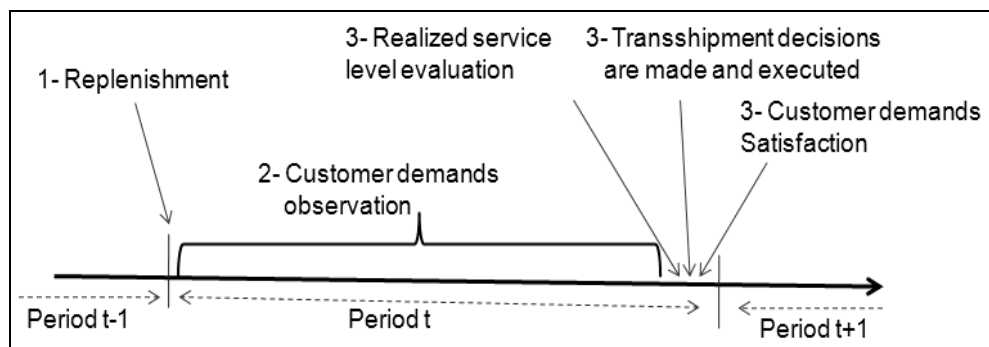 3- Realized service
level evaluation
3- Transshipment decisions
are made and executed
1- Replenishment
3- Customer demands
Satisfaction
2- Customer demands
observation
Period t-1
Period t
Period t+1